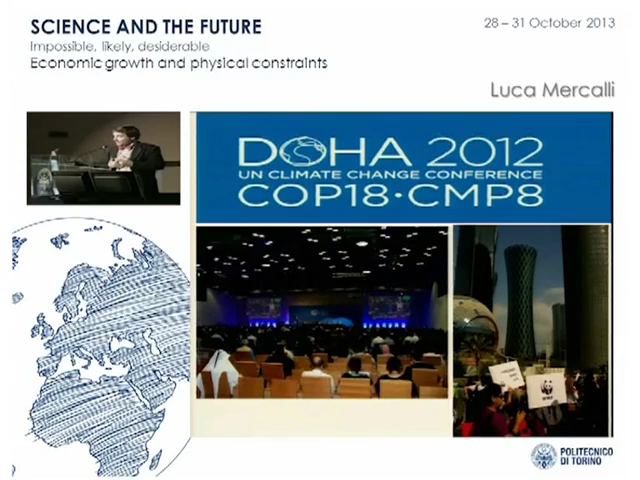 SCIENCE AND THE FUTURE
28 – 31 October 2013
Impossible, likely, desiderable
Economic growth and physical constraints
Luca Mercalli
DOHA 2012
UN CLIMATE CHANGE CONFERENCE
COP18·CMP8
WWF
POLITECNICO
DI TORINO